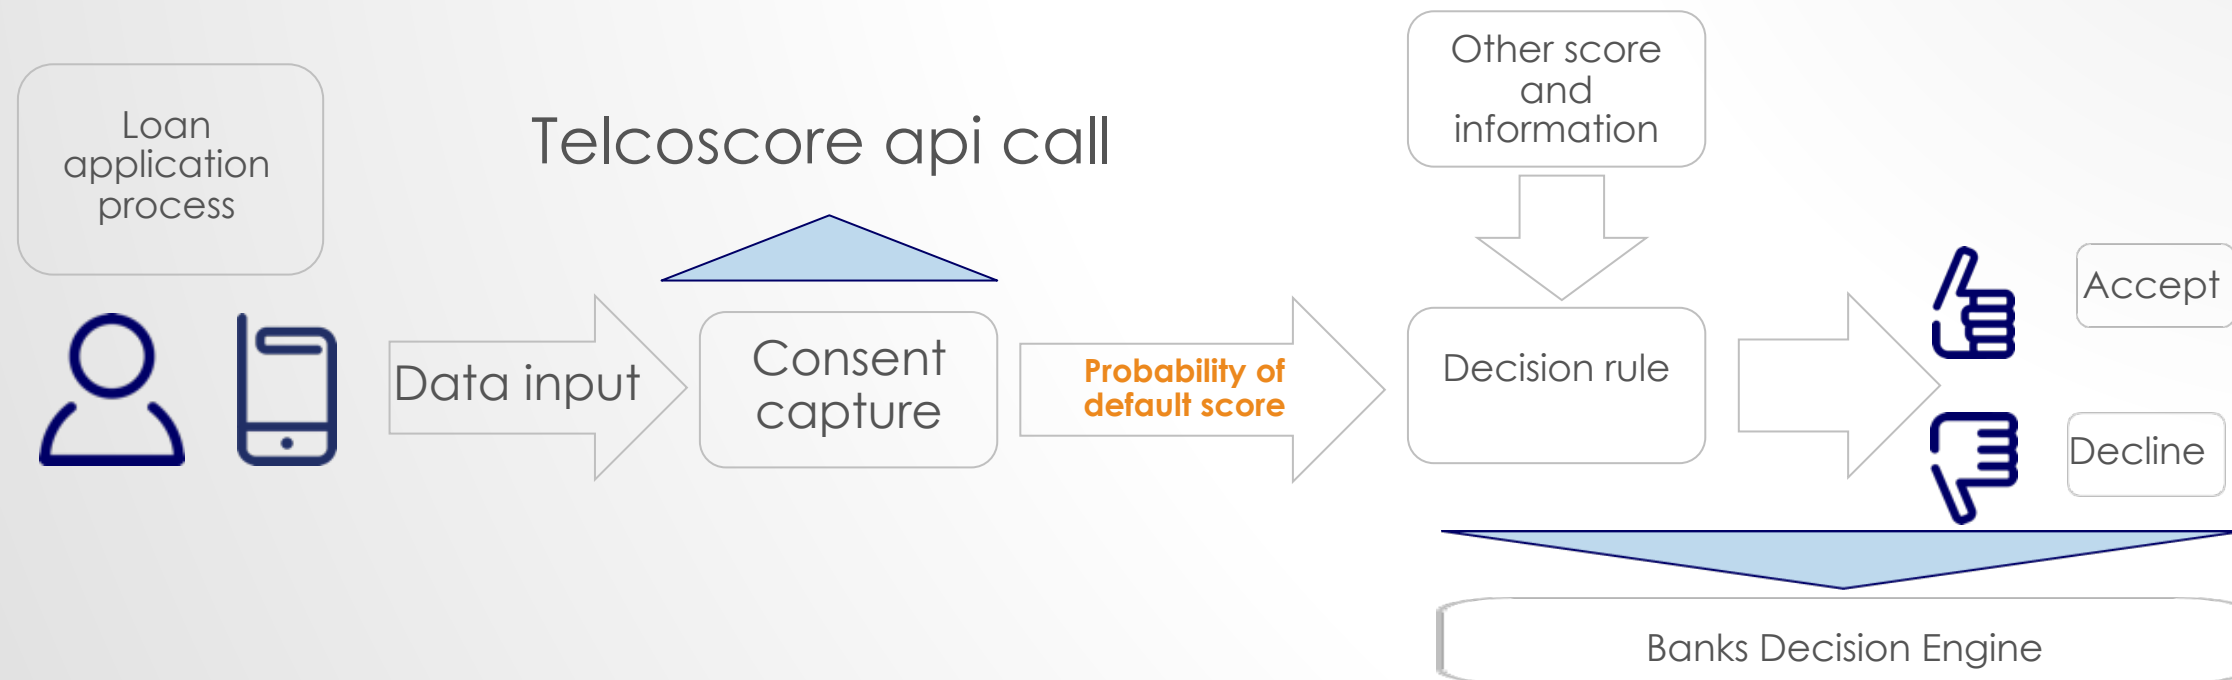 Loan
application
process
Telcoscore api call
Other score
and
information
Data input
Consent
capture
Probability of
default score
Decision rule
Accept
Decline
Banks Decision Engine